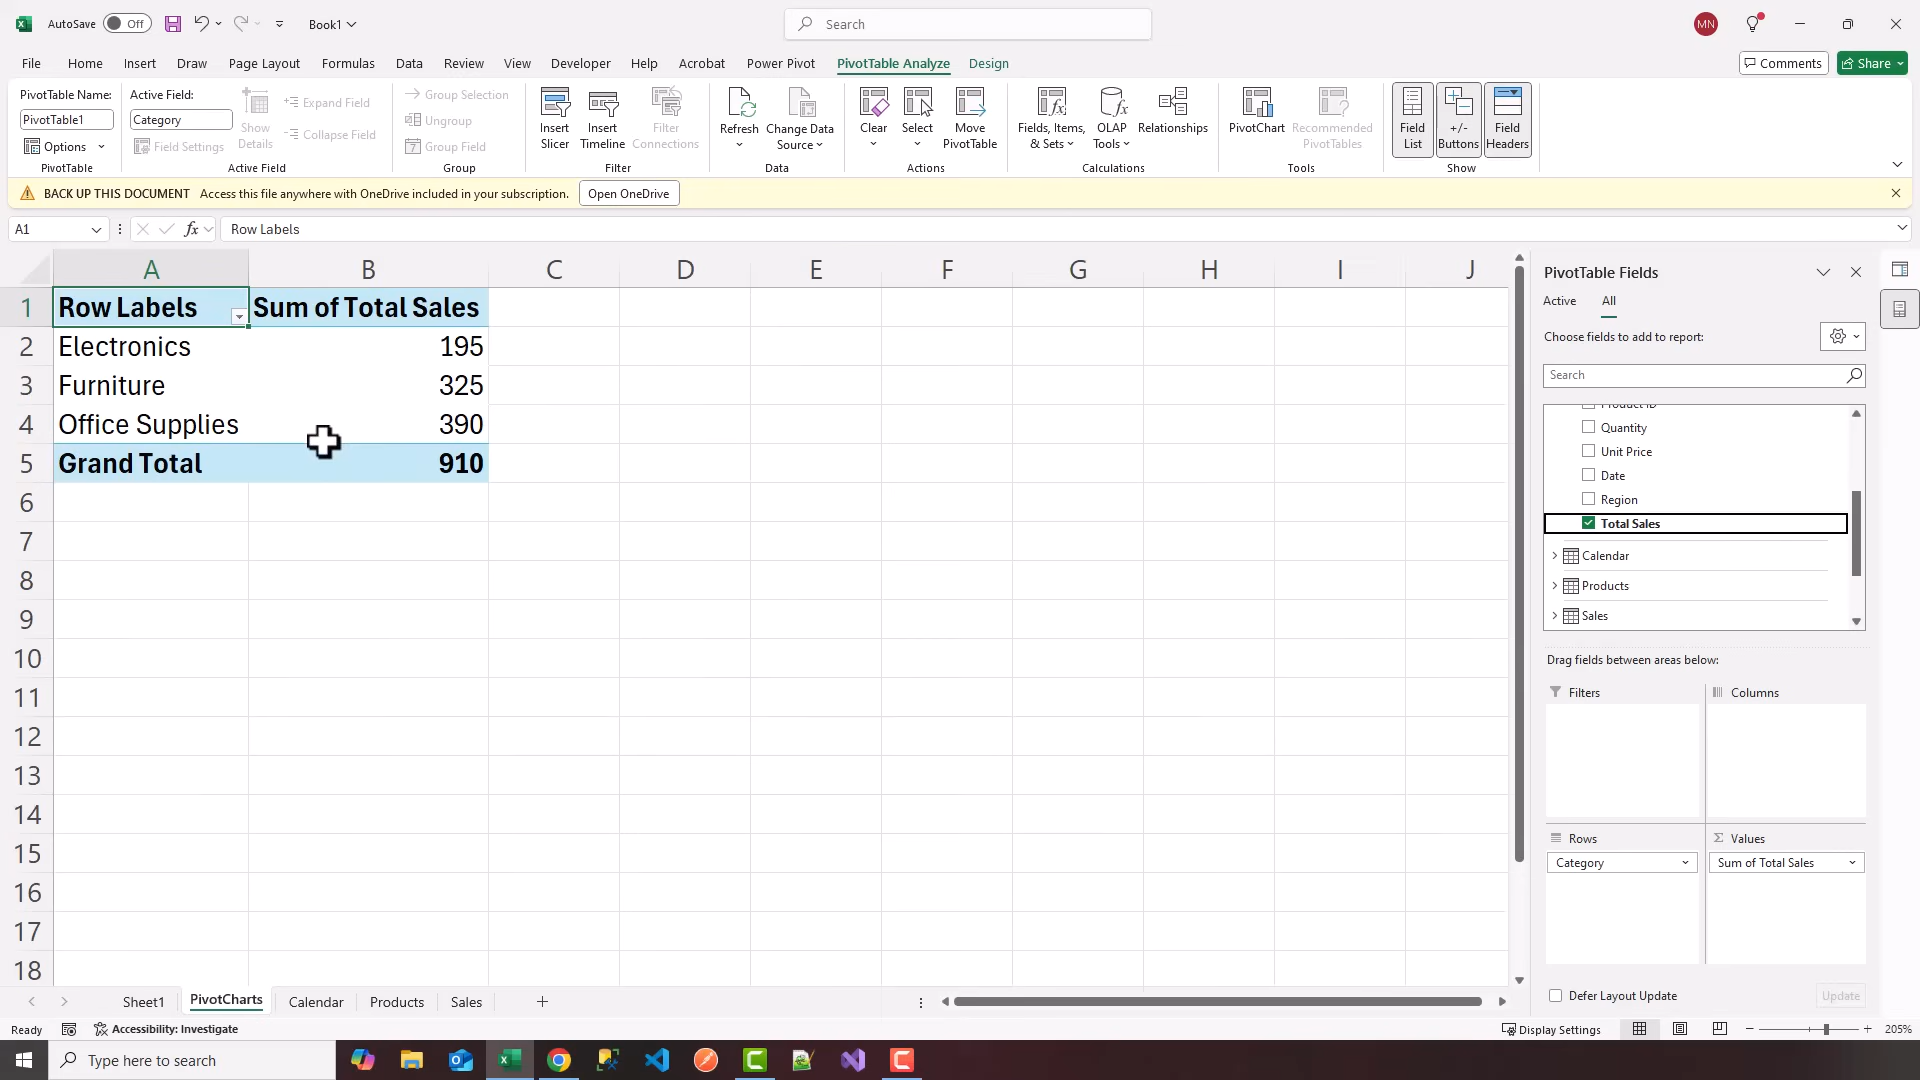 AutoSave Off Book1 Search MN
File Home Insert Draw Page Layout Formulas Data Review View Developer Help Acrobat Power Pivot PivotTable Analyze Design Comments Share
PivotTable Name:
PivotTable1
Options
PivotTable
Active Field:
Category
Field Settings
Show Details
Expand Field
Collapse Field
Active Field
Group Selection
Ungroup
Group Field
Group
Insert Slicer
Insert Timeline
Filter Connections
Filter
Refresh
Change Data Source
Data
Clear
Select
Move PivotTable
Actions
Fields, Items, & Sets
OLAP Tools
Relationships
Calculations
PivotChart
Recommended PivotTables
Tools
Field List
+/- Buttons
Field Headers
Show
BACK UP THIS DOCUMENT Access this file anywhere with OneDrive included in your subscription. Open OneDrive
A1 fx Row Labels
A B C D E F G H I J
1 Row Labels Sum of Total Sales
2 Electronics 195
3 Furniture 325
4 Office Supplies 390
5 Grand Total 910
6
7
8
9
10
11
12
13
14
15
16
17
18
PivotTable Fields
Active All
Choose fields to add to report:
Search
Product ID
Quantity
Unit Price
Date
Region
Total Sales
Calendar
Products
Sales
Drag fields between areas below:
Filters Columns
Rows Σ Values
Category Sum of Total Sales
Defer Layout Update Update
Sheet1 PivotCharts Calendar Products Sales
Ready Accessibility: Investigate Display Settings 205%
Type here to search